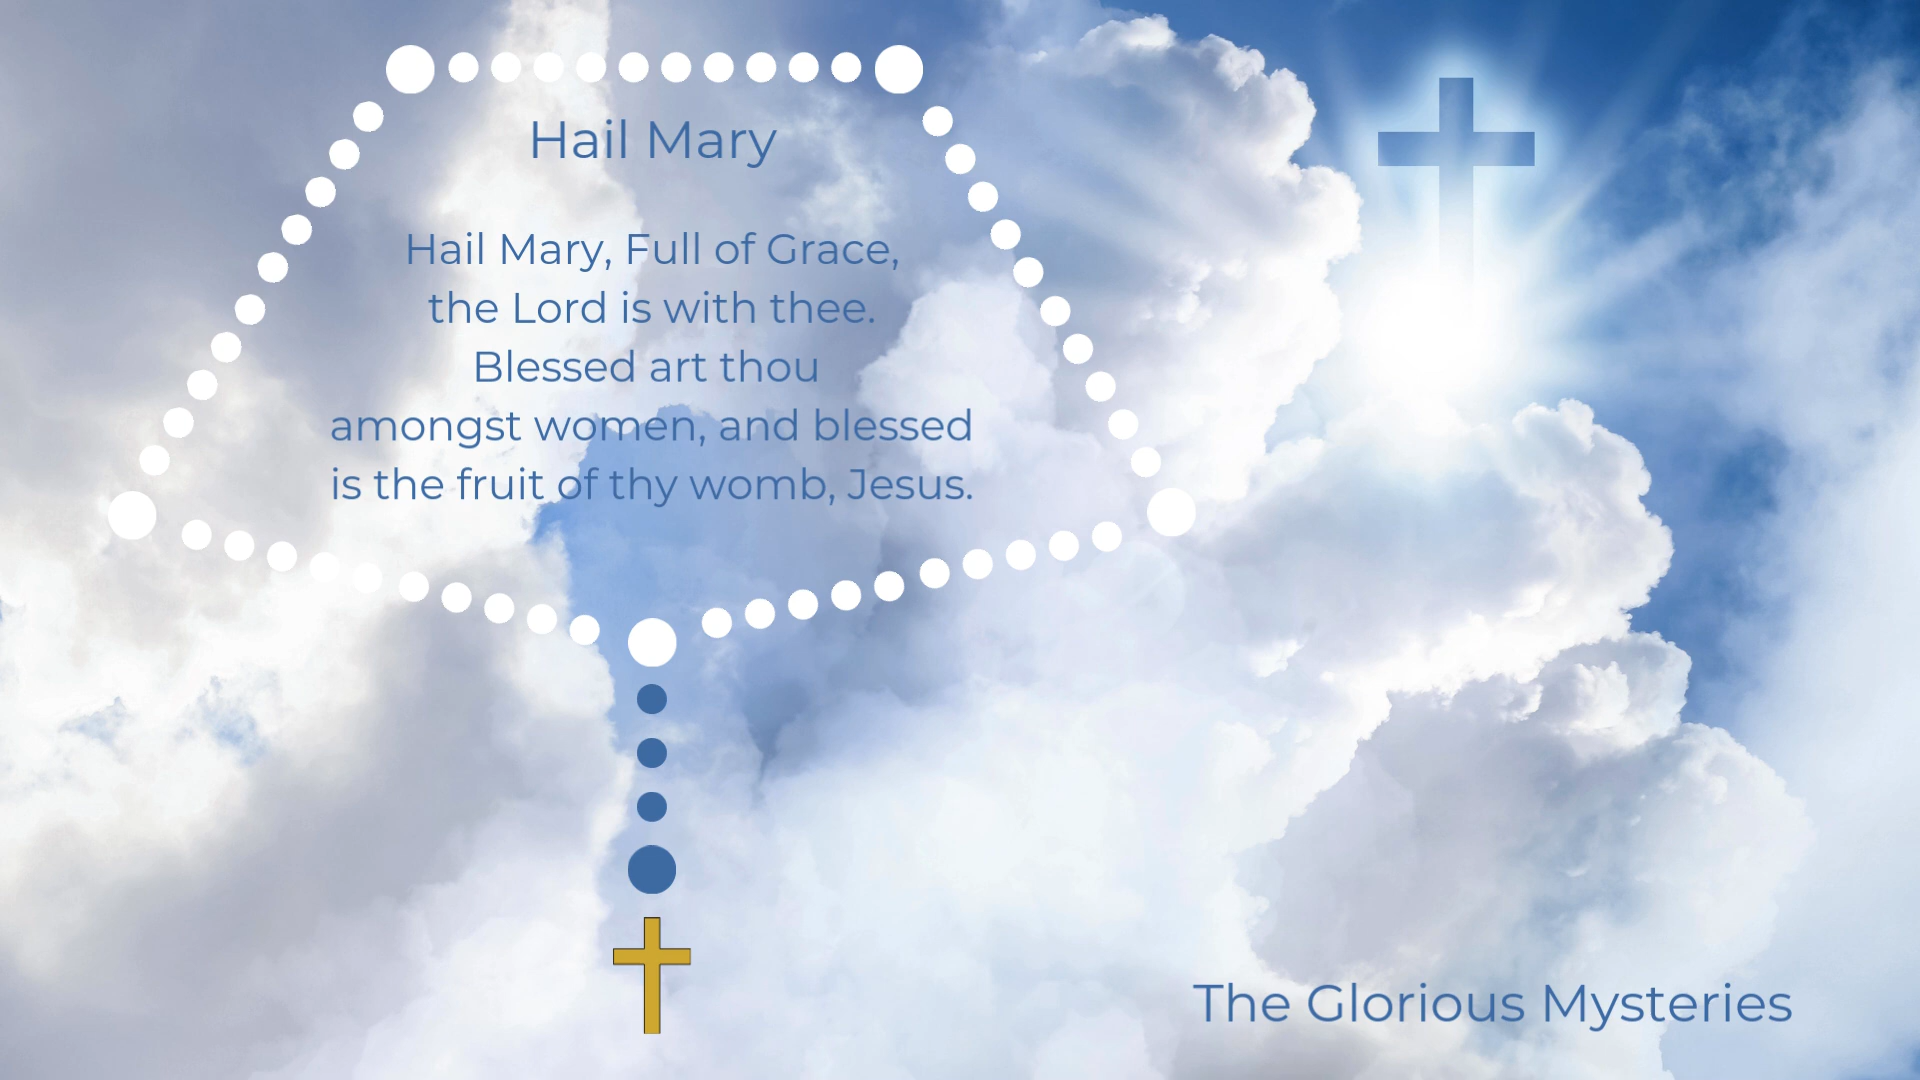 Hail Mary
Hail Mary, Full of Grace,
the Lord is with thee.
Blessed art thou
amongst women, and blessed
is the fruit of thy womb, Jesus.
The Glorious Mysteries